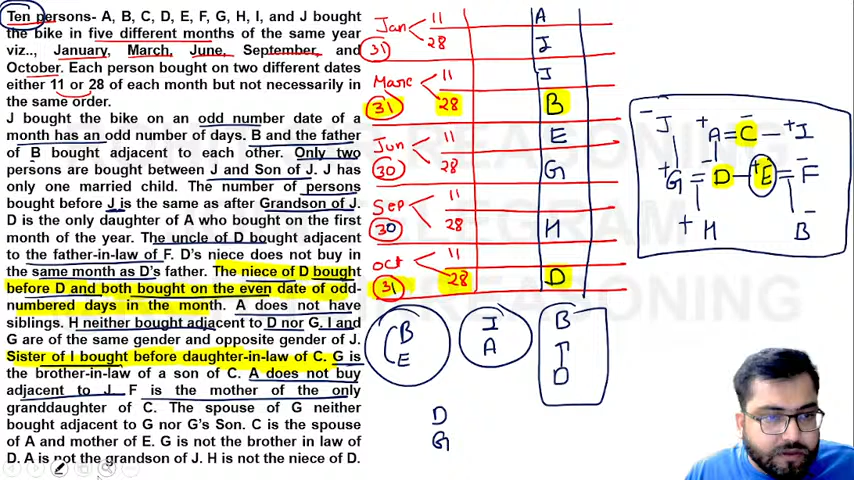 Ten persons- A, B, C, D, E, F, G, H, I, and J bought
the bike in five different months of the same year
viz.., January, March, June, September, and
October. Each person bought on two different dates
either 11 or 28 of each month but not necessarily in
the same order.
J bought the bike on an odd number date of a
month has an odd number of days. B and the father
of B bought adjacent to each other. Only two
persons are bought between J and Son of J. J has
only one married child. The number of persons
bought before J is the same as after Grandson of J.
D is the only daughter of A who bought on the first
month of the year. The uncle of D bought adjacent
to the father-in-law of F. D's niece does not buy in
the same month as D's father. The niece of D bought
before D and both bought on the even date of odd-
numbered days in the month. A does not have
siblings. H neither bought adjacent to D nor G. I and
G are of the same gender and opposite gender of J.
Sister of I bought before daughter-in-law of C. G is
the brother-in-law of a son of C. A does not buy
adjacent to J. F is the mother of the only
granddaughter of C. The spouse of G neither
bought adjacent to G nor G's Son. C is the spouse
of A and mother of E. G is not the brother in law of
D. A is not the grandson of J. H is not the niece of D.
Jan 11 A
31 28 I
Marc 11 J
31 28 B
Jun 11 E
30 28 G
Sep 11
30 28 H
Oct 11
31 28 D
- J + A = C - + I
+ G = D - + E = F -
+ H B -
B
E
I
A
B
D
D
G